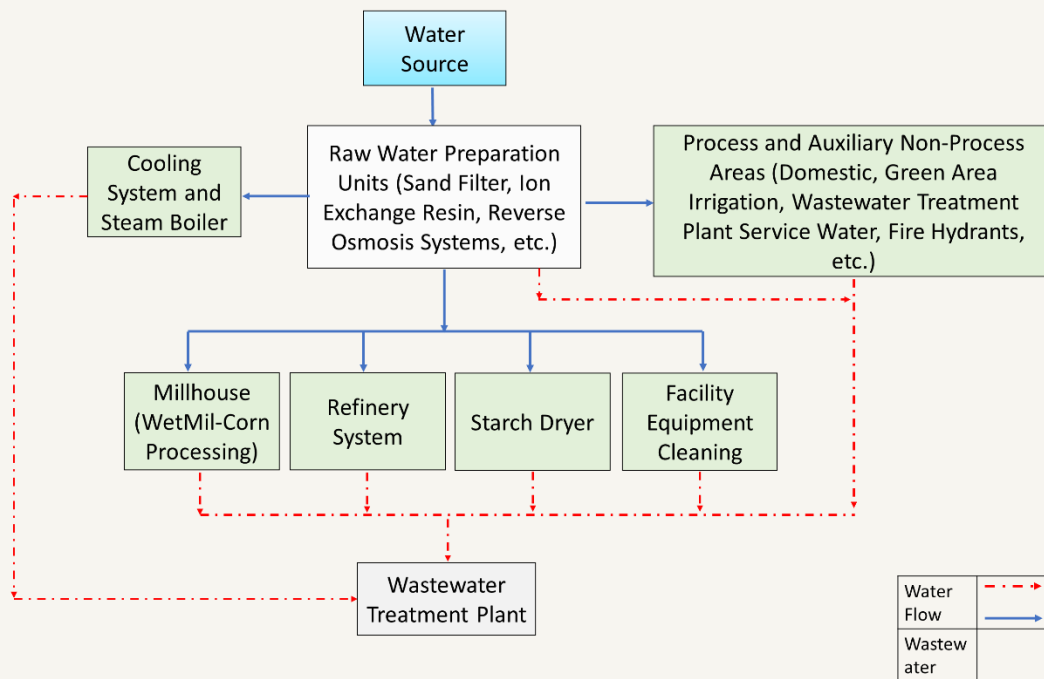 Water
Source
Cooling
System and
Steam Boiler
Raw Water Preparation
Units (Sand Filter, Ion
Exchange Resin, Reverse
Osmosis Systems, etc.)
Process and Auxiliary Non-Process
Areas (Domestic, Green Area
Irrigation, Wastewater Treatment
Plant Service Water, Fire Hydrants,
etc.)
Millhouse
(WetMil-Corn
Processing)
Refinery
System
Starch Dryer
Facility
Equipment
Cleaning
Wastewater
Treatment Plant
Water
Flow
Wastew
ater